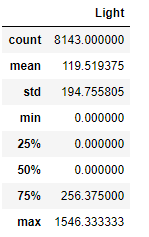 Light
count 8143.000000
mean 119.519375
std 194.755805
min 0.000000
25% 0.000000
50% 0.000000
75% 256.375000
max 1546.333333